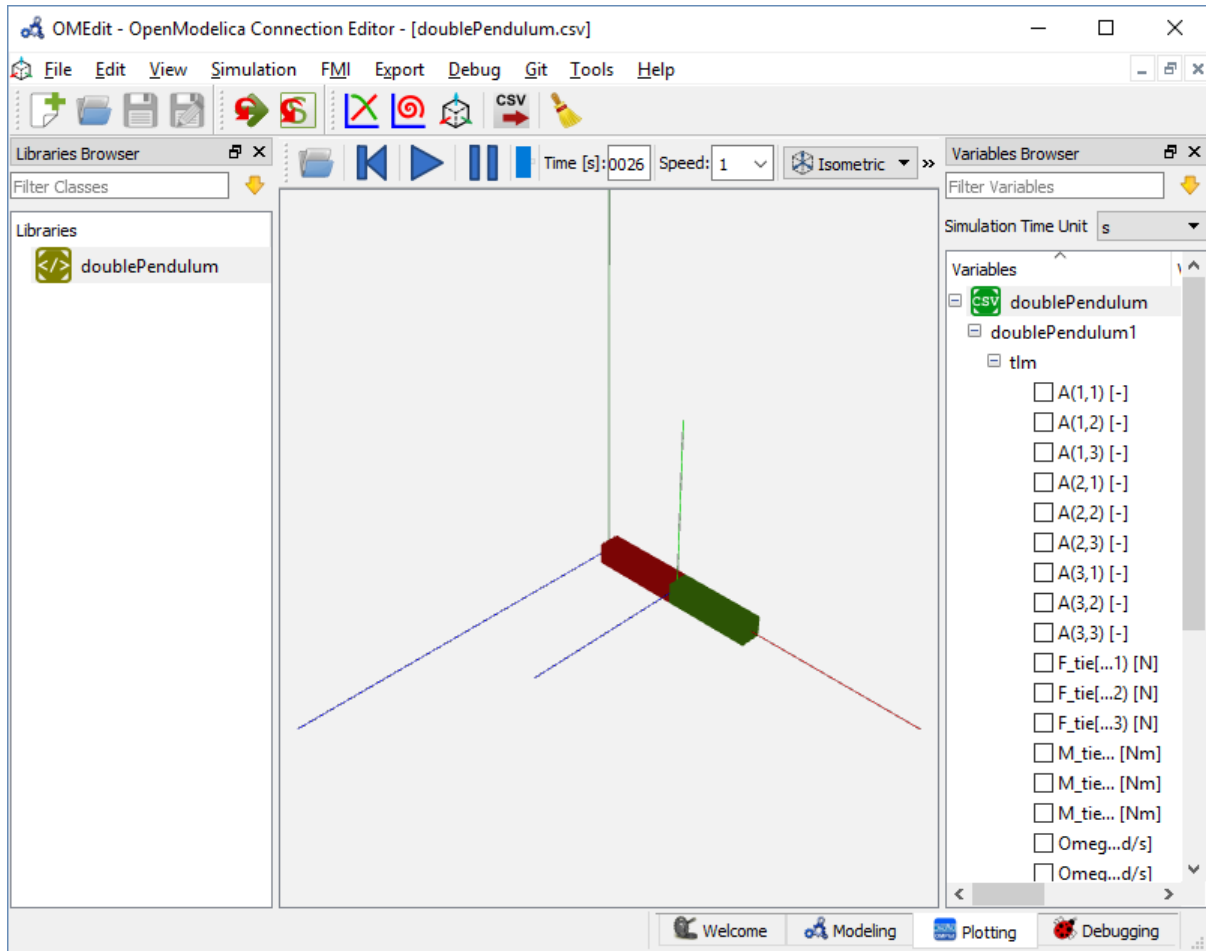 OMEdit - OpenModelica Connection Editor - [doublePendulum.csv]
File Edit View Simulation FMI Export Debug Git Tools Help
CSV
Libraries Browser
Time [s]: 0026 Speed: 1 Isometric »
Variables Browser
Filter Classes
Filter Variables
Simulation Time Unit s
Libraries
doublePendulum
Variables
csv doublePendulum
doublePendulum1
tlm
A(1,1) [-]
A(1,2) [-]
A(1,3) [-]
A(2,1) [-]
A(2,2) [-]
A(2,3) [-]
A(3,1) [-]
A(3,2) [-]
A(3,3) [-]
F_tie[...1) [N]
F_tie[...2) [N]
F_tie[...3) [N]
M_tie... [Nm]
M_tie... [Nm]
M_tie... [Nm]
Omeg...d/s]
Omeg...d/s]
Welcome Modeling Plotting Debugging